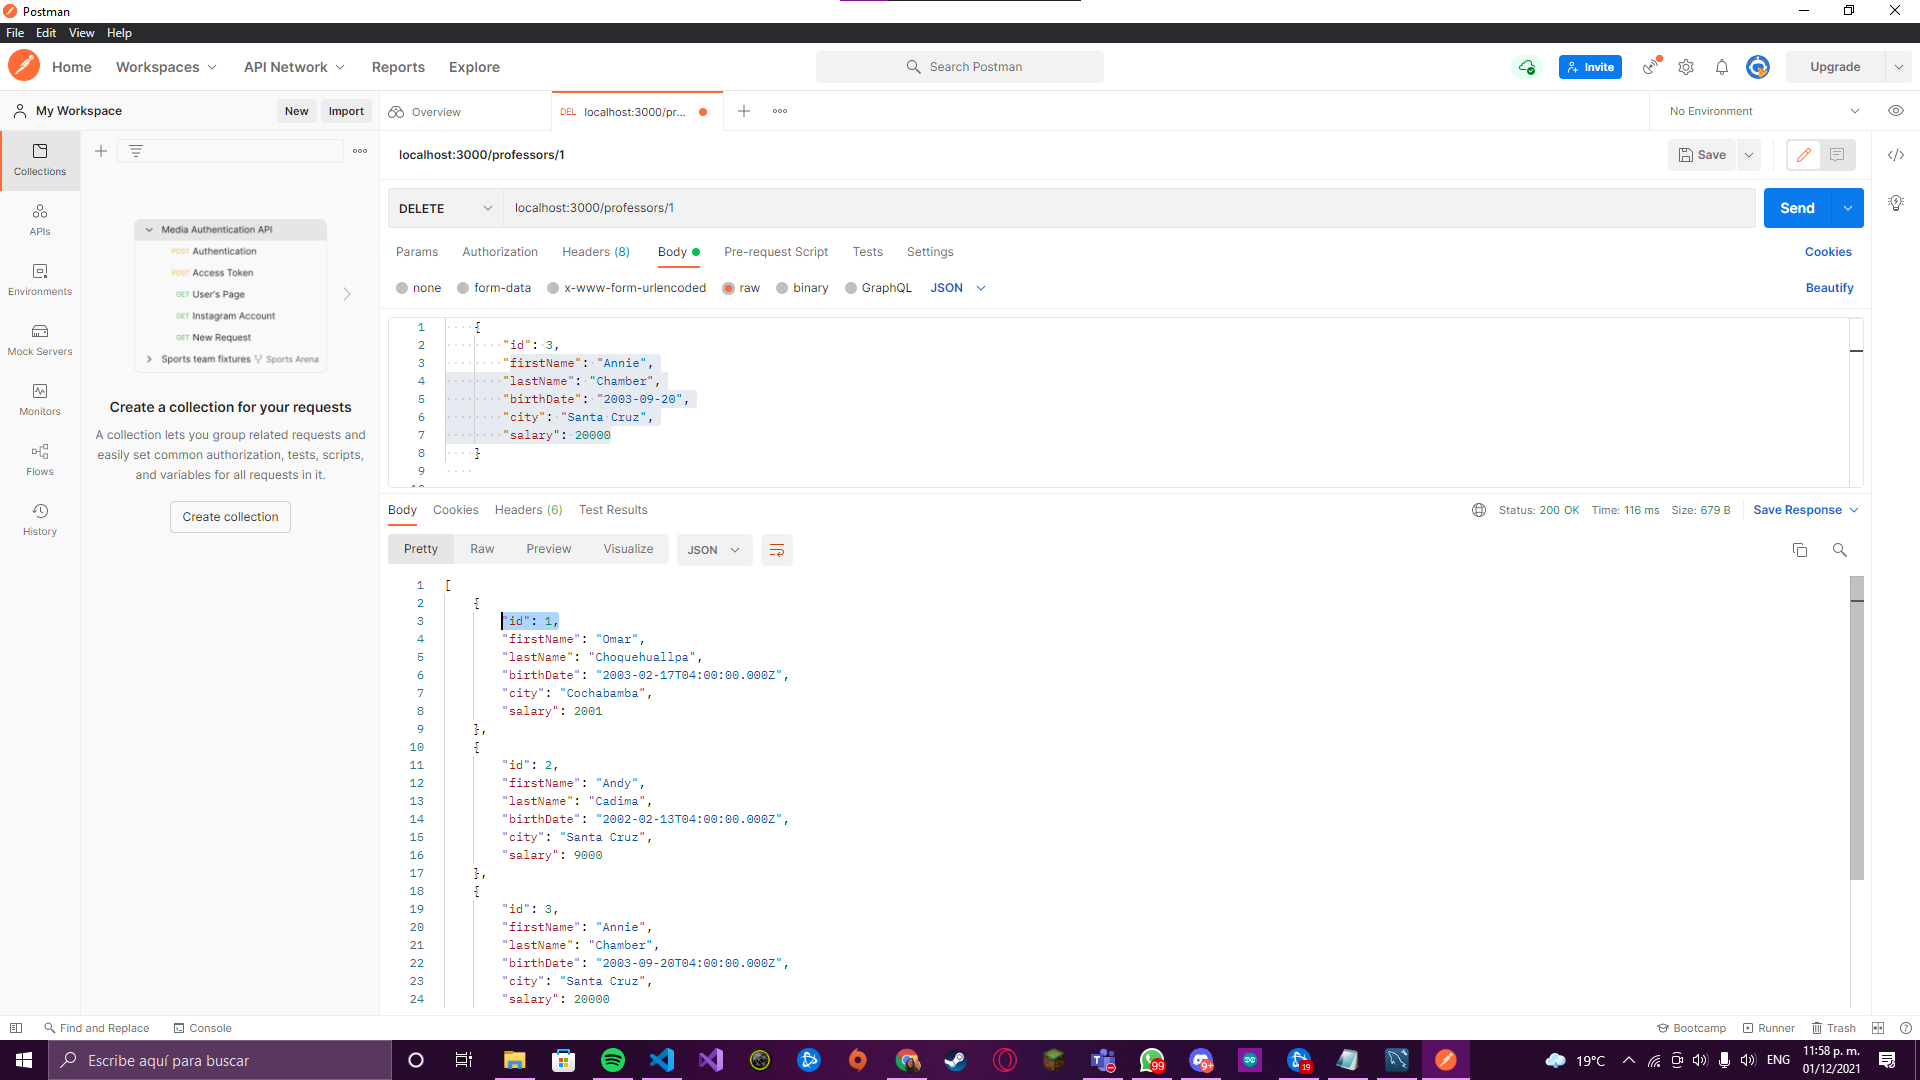 Postman
File Edit View Help
Home Workspaces API Network Reports Explore
Search Postman
Invite
Upgrade
My Workspace
New Import
Overview
DEL localhost:3000/pr...
No Environment
Collections
APIs
Environments
Mock Servers
Monitors
Flows
History
Media Authentication API
POST Authentication
POST Access Token
GET User's Page
GET Instagram Account
GET New Request
Sports team fixtures Sports Arena
Create a collection for your requests
A collection lets you group related requests and
easily set common authorization, tests, scripts,
and variables for all requests in it.
Create collection
localhost:3000/professors/1
Save
DELETE localhost:3000/professors/1
Send
Params Authorization Headers (8) Body Pre-request Script Tests Settings
Cookies
none form-data x-www-form-urlencoded raw binary GraphQL JSON
Beautify
1 {
2 "id": 3,
3 "firstName": "Annie",
4 "lastName": "Chamber",
5 "birthDate": "2003-09-20",
6 "city": "Santa Cruz",
7 "salary": 20000
8 }
9
Body Cookies Headers (6) Test Results
Status: 200 OK Time: 116 ms Size: 679 B Save Response
Pretty Raw Preview Visualize JSON
1 [
2 {
3 "id": 1,
4 "firstName": "Omar",
5 "lastName": "Choquehuallpa",
6 "birthDate": "2003-02-17T04:00:00.000Z",
7 "city": "Cochabamba",
8 "salary": 2001
9 },
10 {
11 "id": 2,
12 "firstName": "Andy",
13 "lastName": "Cadima",
14 "birthDate": "2002-02-13T04:00:00.000Z",
15 "city": "Santa Cruz",
16 "salary": 9000
17 },
18 {
19 "id": 3,
20 "firstName": "Annie",
21 "lastName": "Chamber",
22 "birthDate": "2003-09-20T04:00:00.000Z",
23 "city": "Santa Cruz",
24 "salary": 20000
Find and Replace Console
Bootcamp Runner Trash
Escribe aquí para buscar
99
9+
19
19°C
ENG
11:58 p. m.
01/12/2021